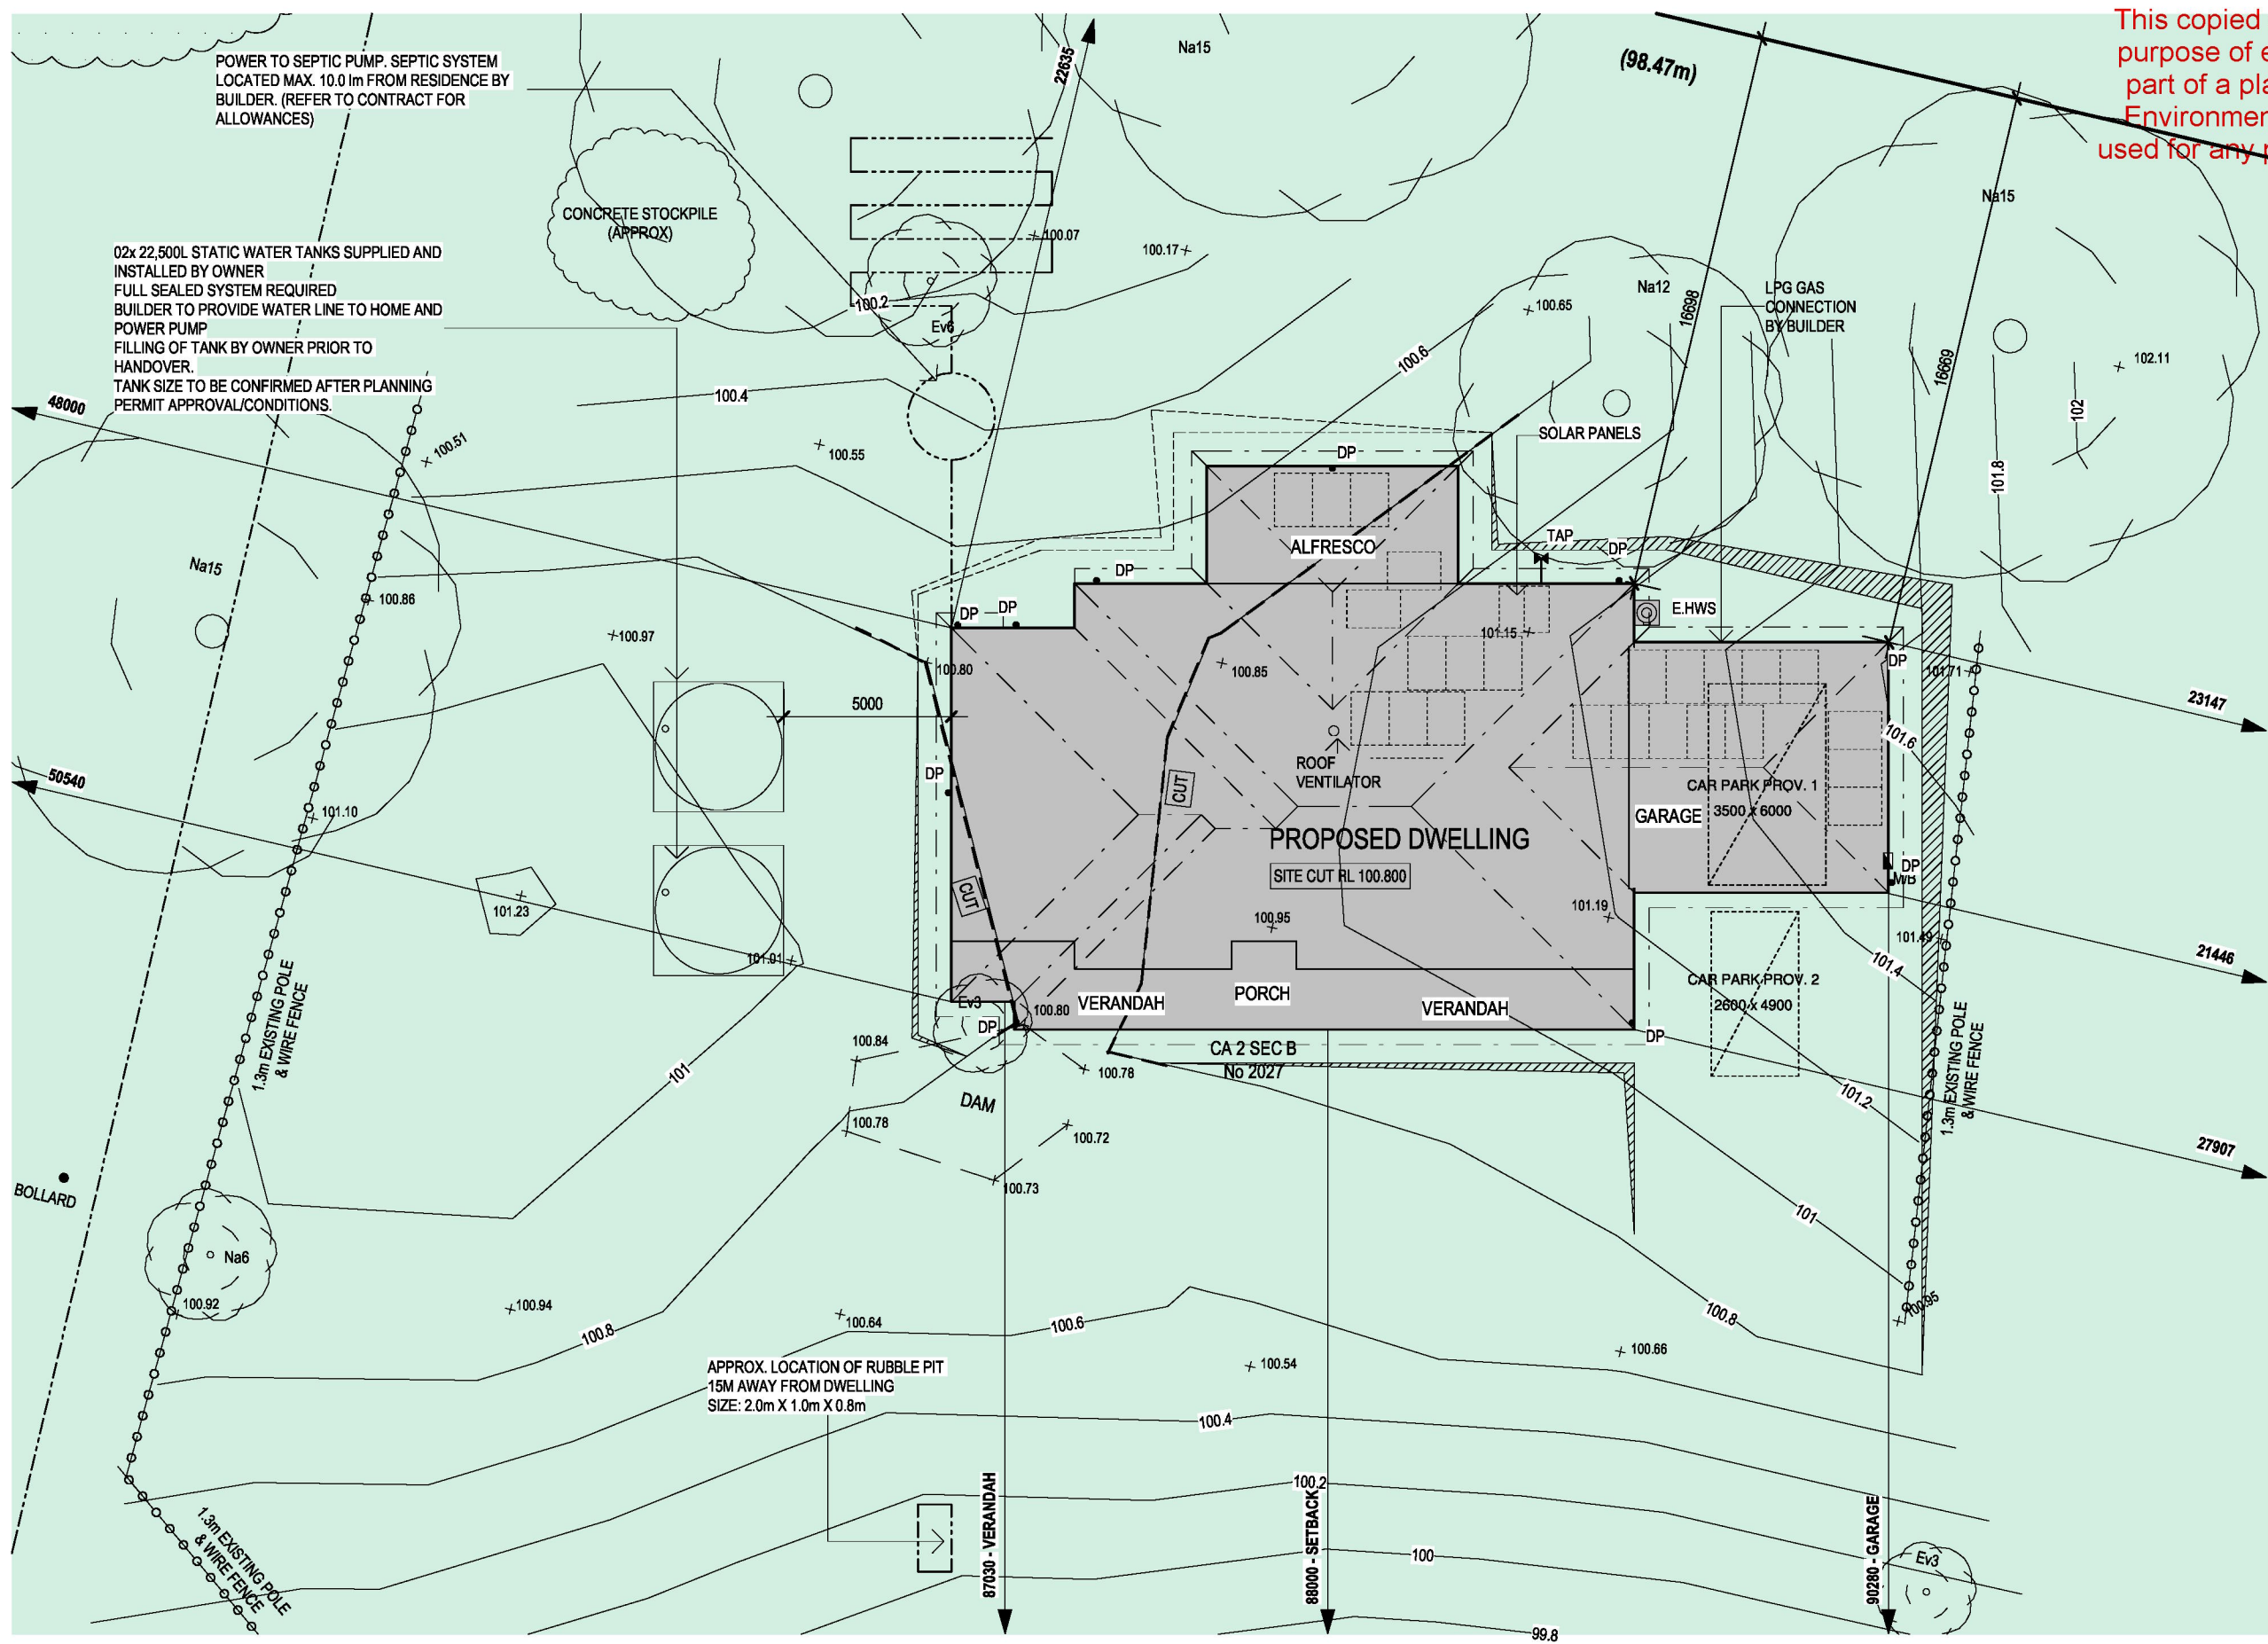 This copied
purpose of e
part of a pla
Environmen
used for any p
(98.47m)
Na15
22635
POWER TO SEPTIC PUMP. SEPTIC SYSTEM
LOCATED MAX. 10.0 lm FROM RESIDENCE BY
BUILDER. (REFER TO CONTRACT FOR
ALLOWANCES)
CONCRETE STOCKPILE
(APPROX)
02x 22,500L STATIC WATER TANKS SUPPLIED AND
INSTALLED BY OWNER
FULL SEALED SYSTEM REQUIRED
BUILDER TO PROVIDE WATER LINE TO HOME AND
POWER PUMP
FILLING OF TANK BY OWNER PRIOR TO
HANDOVER.
TANK SIZE TO BE CONFIRMED AFTER PLANNING
PERMIT APPROVAL/CONDITIONS.
100.07
100.17
100.2
Ev6
100.65
Na12
16698
LPG GAS
CONNECTION
BY BUILDER
Na15
16669
102.11
102
101.8
48000
100.4
100.6
100.51
100.55
SOLAR PANELS
DP
ALFRESCO
TAP
DP
DP
Na15
100.86
100.97
DP
DP
E.HWS
101.15
100.80
100.85
DP
101.71
23147
5000
101.6
50540
DP
CUT
ROOF
VENTILATOR
CAR PARK PROV. 1
3500 x 6000
GARAGE
101.10
PROPOSED DWELLING
SITE CUT RL 100.800
DP
M/B
CUT
101.23
101.19
100.95
101.49
101.01
101.4
21446
1.3m EXISTING POLE
& WIRE FENCE
Ev3
100.80
VERANDAH
PORCH
VERANDAH
CAR PARK PROV. 2
2600 x 4900
DP
DP
100.84
CA 2 SEC B
No 2027
100.78
101
DAM
101.2
1.3m EXISTING POLE
& WIRE FENCE
100.78
100.72
27907
100.73
BOLLARD
101
Na6
100.92
100.94
100.64
100.6
100.8
100.95
100.8
100.54
100.66
APPROX. LOCATION OF RUBBLE PIT
15M AWAY FROM DWELLING
SIZE: 2.0m X 1.0m X 0.8m
100.4
100.2
1.3m EXISTING POLE
& WIRE FENCE
87030 - VERANDAH
88000 - SETBACK
90280 - GARAGE
100
Ev3
99.8